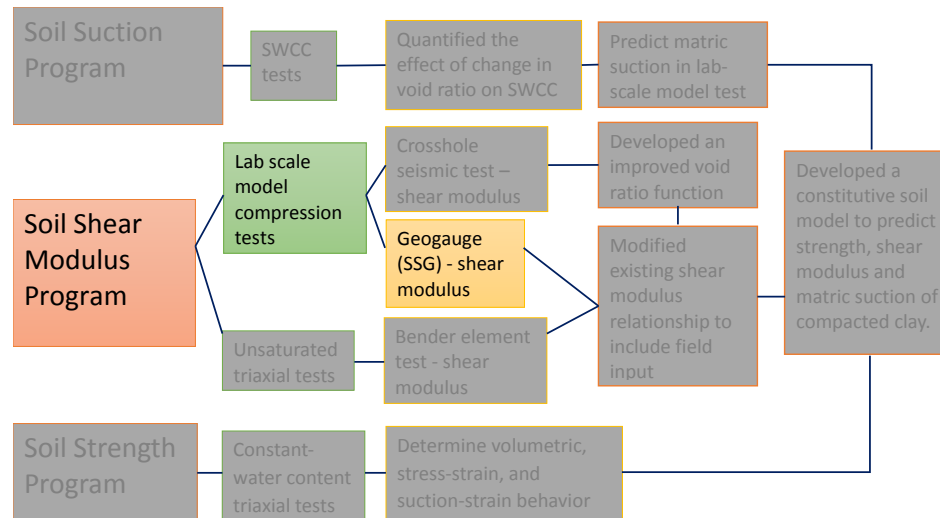 Soil Suction
Program
SWCC
tests
Quantified the
effect of change in
void ratio on SWCC
Predict matric
suction in lab-
scale model test
Lab scale
model
compression
tests
Crosshole
seismic test –
shear modulus
Developed an
improved void
ratio function
Developed a
constitutive soil
model to predict
strength, shear
modulus and
matric suction of
compacted clay.
Soil Shear
Modulus
Program
Geogauge
(SSG) - shear
modulus
Modified
existing shear
modulus
relationship to
include field
input
Unsaturated
triaxial tests
Bender element
test - shear
modulus
Soil Strength
Program
Constant-
water content
triaxial tests
Determine volumetric,
stress-strain, and
suction-strain behavior